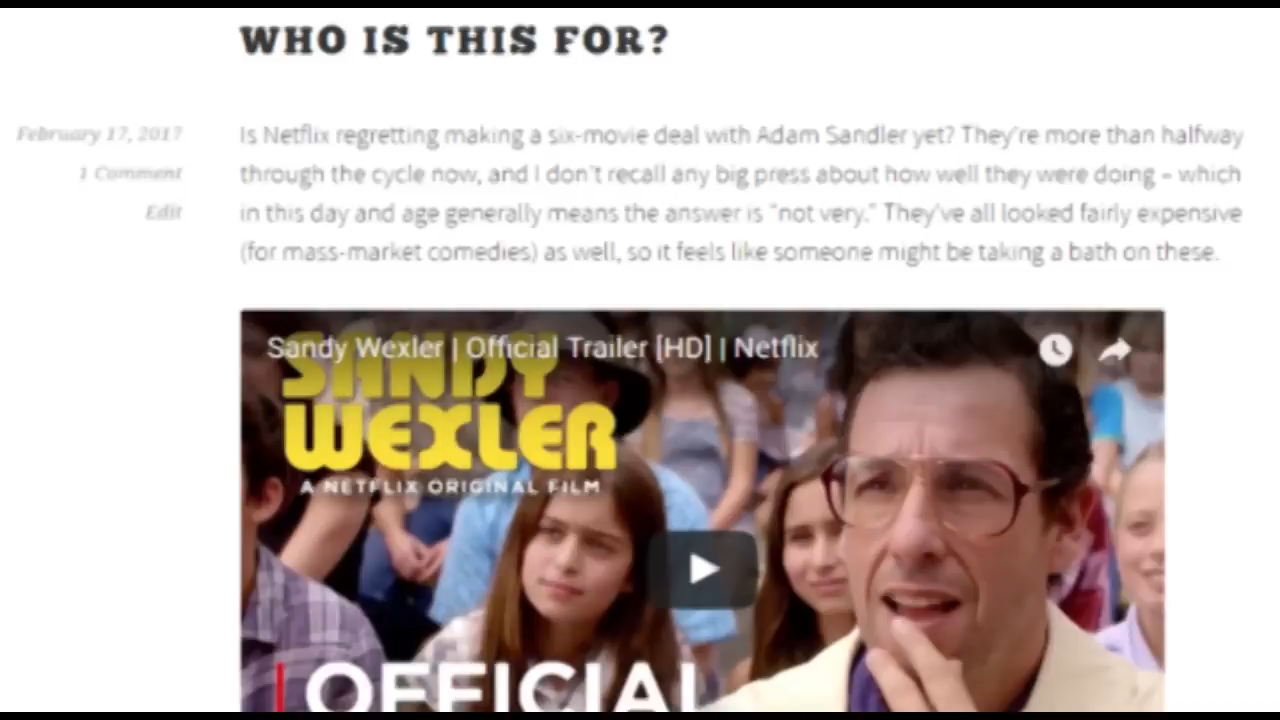 WHO IS THIS FOR?
February 17, 2017
1 Comment
Edit
Is Netflix regretting making a six-movie deal with Adam Sandler yet? They're more than halfway
through the cycle now, and I don't recall any big press about how well they were doing – which
in this day and age generally means the answer is "not very." They've all looked fairly expensive
(for mass-market comedies) as well, so it feels like someone might be taking a bath on these.
Sandy Wexler | Official Trailer [HD] | Netflix
SANDY
WEXLER
A NETFLIX ORIGINAL FILM
OFFICIAL